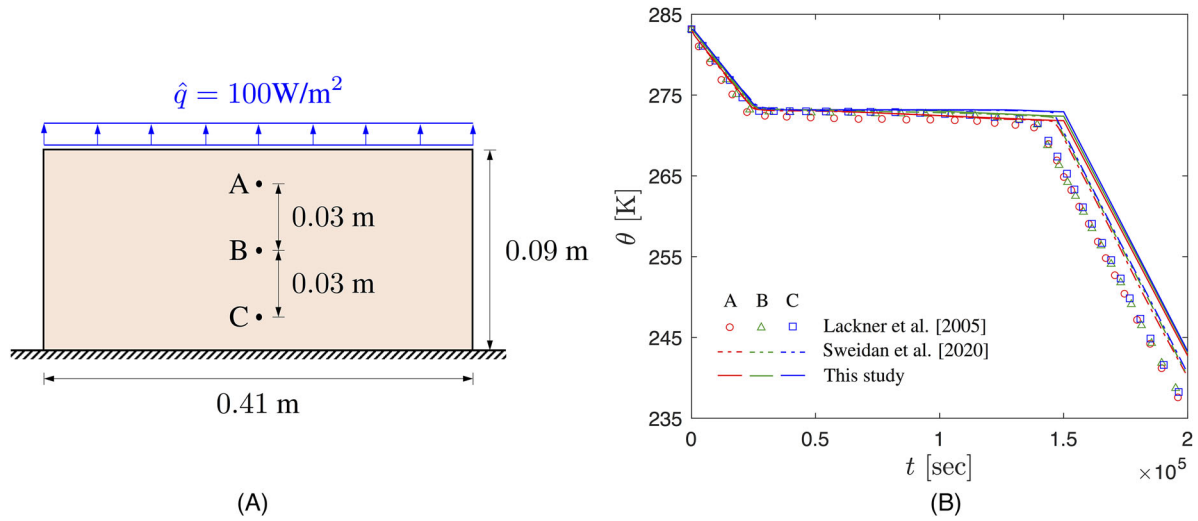 q̂ = 100W/m²
A
0.03 m
B
0.03 m
C
0.09 m
0.41 m
(A)
285
275
265
255
245
235
θ [K]
A B C
Lackner et al. [2005]
Sweidan et al. [2020]
This study
0 0.5 1 1.5 2
t [sec]
×10⁵
(B)